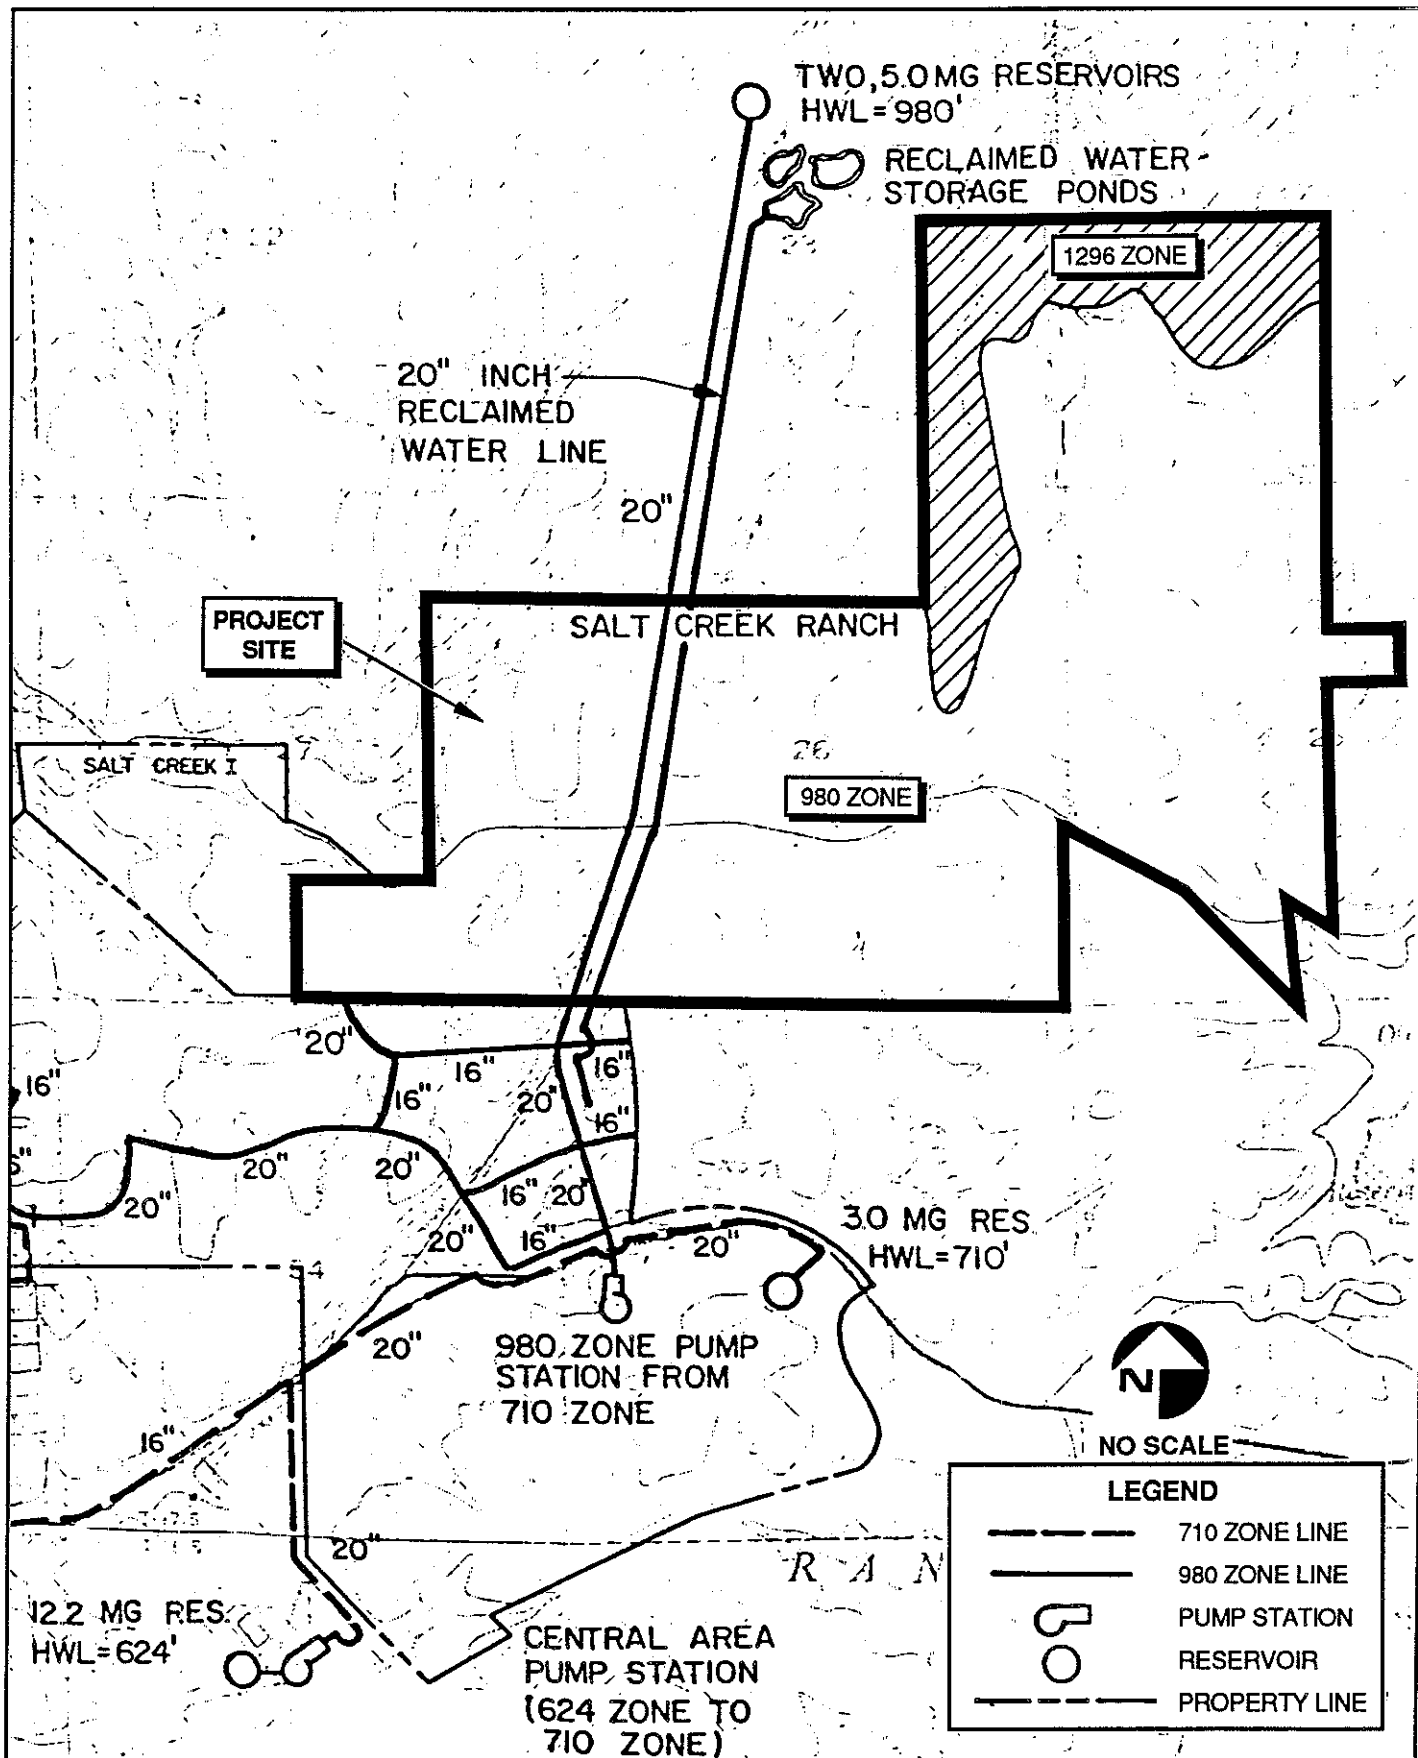 TWO, 5.0 MG RESERVOIRS
HWL=980'
RECLAIMED WATER
STORAGE PONDS
22
23
1296 ZONE
20" INCH
RECLAIMED
WATER LINE
20"
PROJECT
SITE
SALT CREEK RANCH
SALT CREEK I
26
980 ZONE
20"
16"
16"
16"
16"
20"
16"
20"
20"
20"
16"
20"
20"
16"
20"
3.0 MG RES
HWL=710'
20"
980 ZONE PUMP
STATION FROM
710 ZONE
16"
N
NO SCALE
20"
R A N
12.2 MG RES.
HWL=624'
CENTRAL AREA
PUMP STATION
(624 ZONE TO
710 ZONE)
LEGEND
710 ZONE LINE
980 ZONE LINE
PUMP STATION
RESERVOIR
PROPERTY LINE